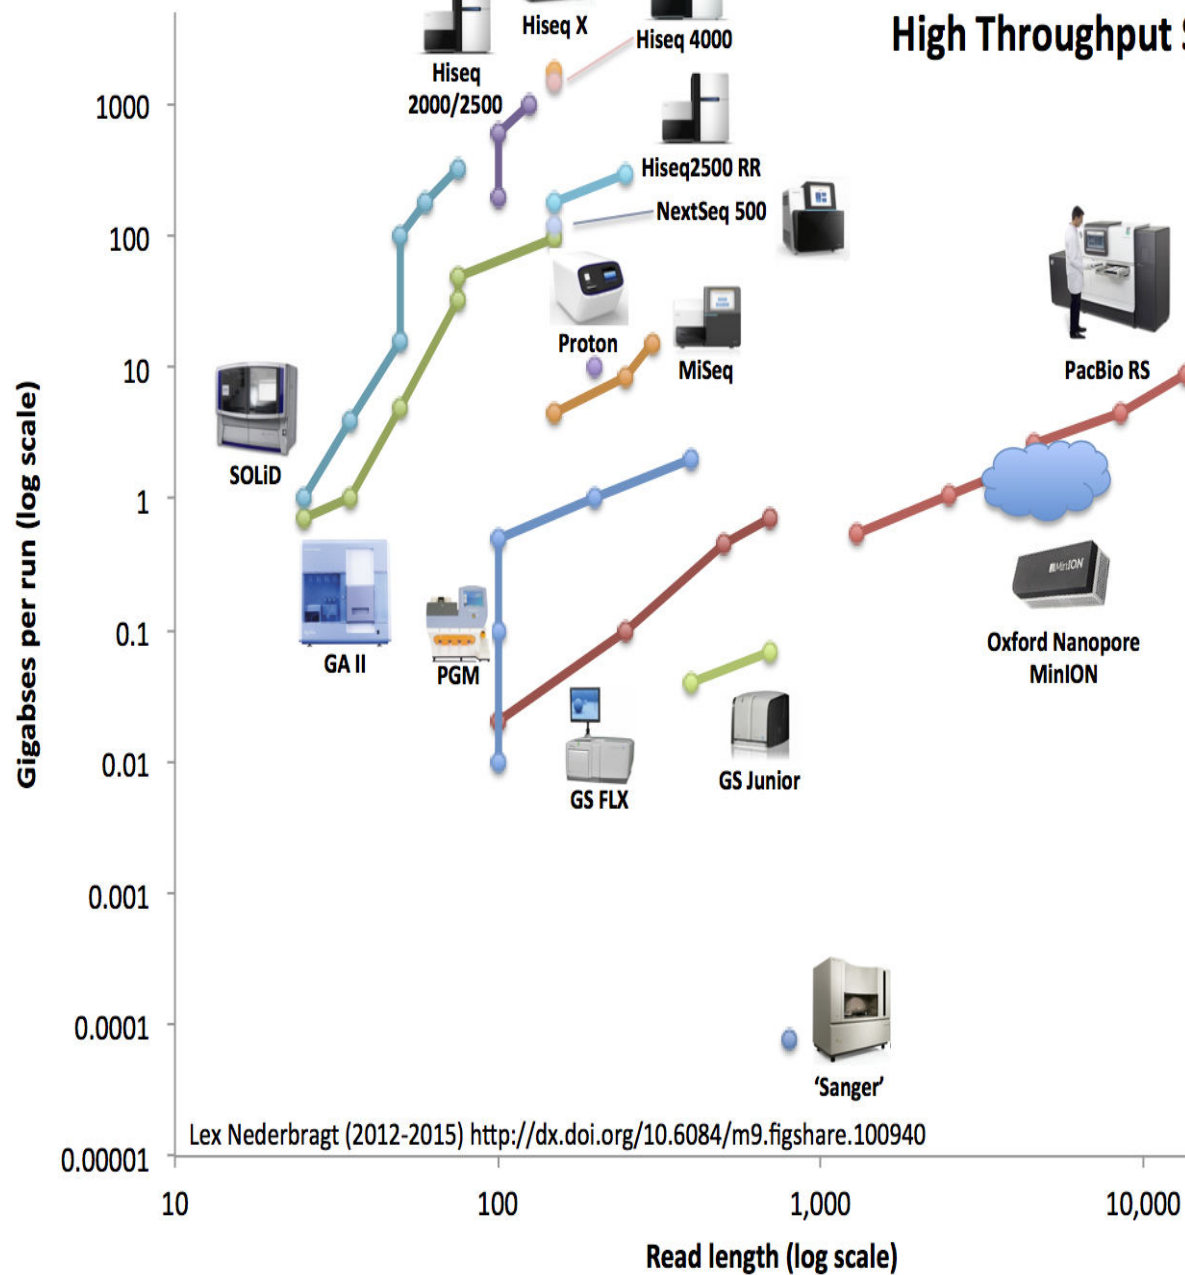 High Throughput S
Hiseq X
Hiseq 4000
Hiseq
2000/2500
1000
Hiseq2500 RR
NextSeq 500
100
Proton
MiSeq
10
PacBio RS
SOLiD
1
MinION
0.1
GA II
PGM
Oxford Nanopore
MinION
0.01
GS FLX
GS Junior
0.001
0.0001
‘Sanger’
Lex Nederbragt (2012-2015) http://dx.doi.org/10.6084/m9.figshare.100940
0.00001
10
100
1,000
10,000
Read length (log scale)
Gigabses per run (log scale)